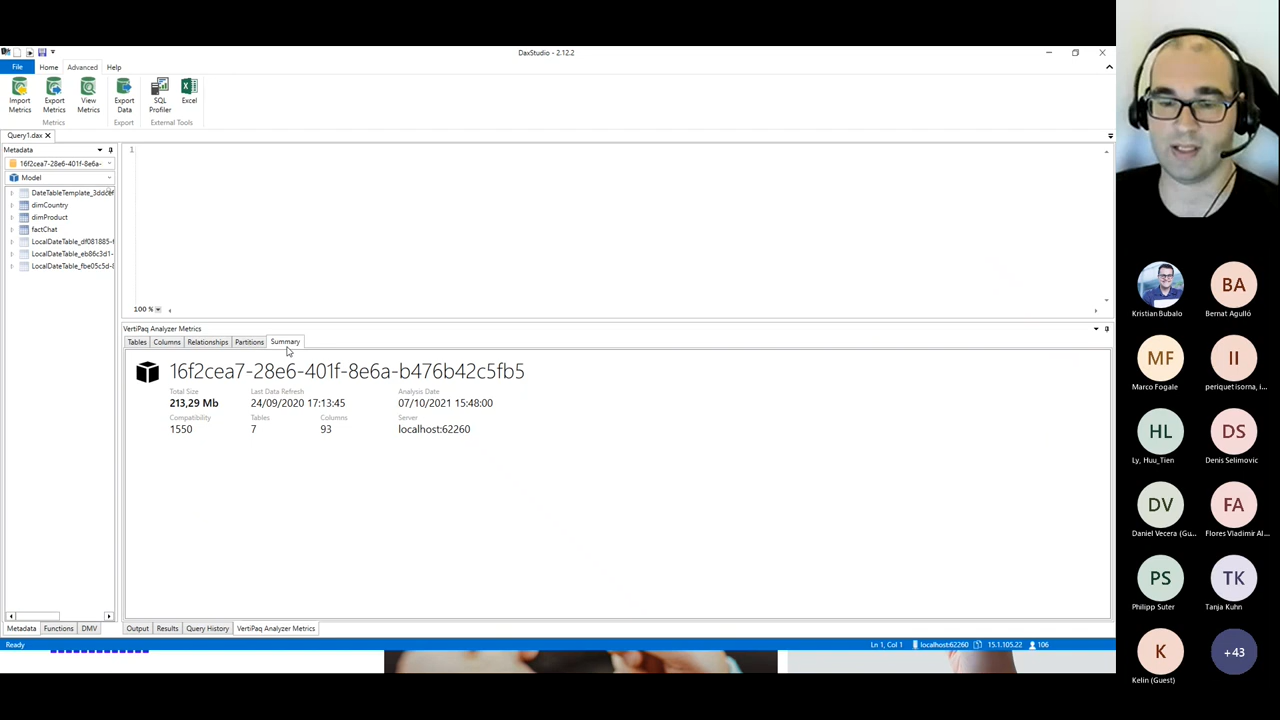 DaxStudio - 2.12.2
File Home Advanced Help
Import Metrics
Export Metrics
View Metrics
Export Data
SQL Profiler
Excel
Metrics Export External Tools
Query1.dax
Metadata
16f2cea7-28e6-401f-8e6a-
Model
dimCountry
dimProduct
factChat
LocalDateTable_df081885-
LocalDateTable_eb86c3d1-
LocalDateTable_fbe05c5d-
1
100 %
VertiPaq Analyzer Metrics
Tables Columns Relationships Partitions Summary
16f2cea7-28e6-401f-8e6a-b476b42c5fb5
Total Size Last Data Refresh Analysis Date
213,29 Mb 24/09/2020 17:13:45 07/10/2021 15:48:00
Compatibility Tables Columns Server
1550 7 93 localhost:62260
Metadata Functions DMV
Output Results Query History VertiPaq Analyzer Metrics
Ready Ln 1, Col 1 localhost:62260 15.1.105.22 106
BA
Kristian Bubalo Bernat Agulló
MF II
Marco Fogale periquet isorna, i...
HL DS
Ly, Huu_Tien Denis Selimovic
DV FA
Daniel Vecera (Gu... Flores Vladimir Al...
PS TK
Philipp Suter Tanja Kuhn
K +43
Kelin (Guest)